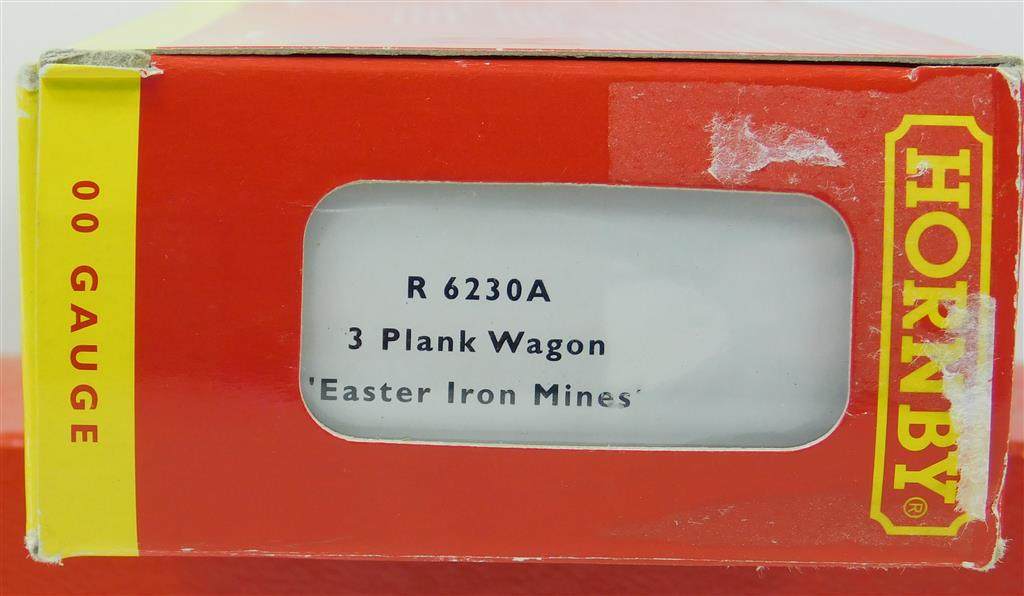 00 GAUGE
R 6230A
3 Plank Wagon
'Easter Iron Mines'
HORNBY®